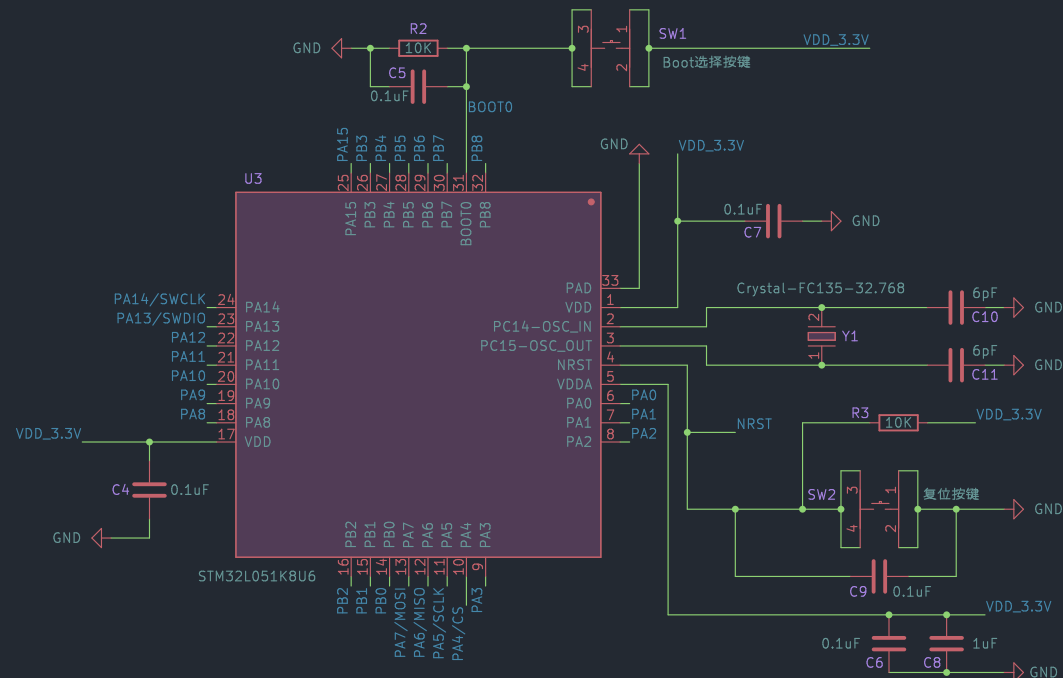 R2
GND
10K
3
1
SW1
VDD_3.3V
4
2
Boot选择按键
C5
0.1uF
BOOT0
PA15
PB3
PB4
PB5
PB6
PB7
PB8
25
26
27
28
29
30
31
32
U3
PA15
PB3
PB4
PB5
PB6
PB7
BOOT0
PB8
GND
VDD_3.3V
0.1uF
C7
GND
PAD
33
VDD
1
PC14-OSC_IN
2
PC15-OSC_OUT
3
NRST
4
VDDA
5
PA0
6
PA0
PA1
7
PA1
PA2
8
PA2
Crystal-FC135-32.768
2
Y1
1
6pF
C10
GND
6pF
C11
GND
PA14/SWCLK
24
PA14
PA13/SWDIO
23
PA13
PA12
22
PA12
PA11
21
PA11
PA10
20
PA10
PA9
19
PA9
PA8
18
PA8
VDD_3.3V
17
VDD
C4
0.1uF
GND
NRST
R3
10K
VDD_3.3V
SW2
3
1
4
2
复位按键
GND
C9
0.1uF
PB2
PB1
PB0
PA7
PA6
PA5
PA4
PA3
STM32L051K8U6
16
15
14
13
12
11
10
9
PB2
PB1
PB0
PA7/MOSI
PA6/MISO
PA5/SCLK
PA4/CS
PA3
VDD_3.3V
0.1uF
C6
C8
1uF
GND